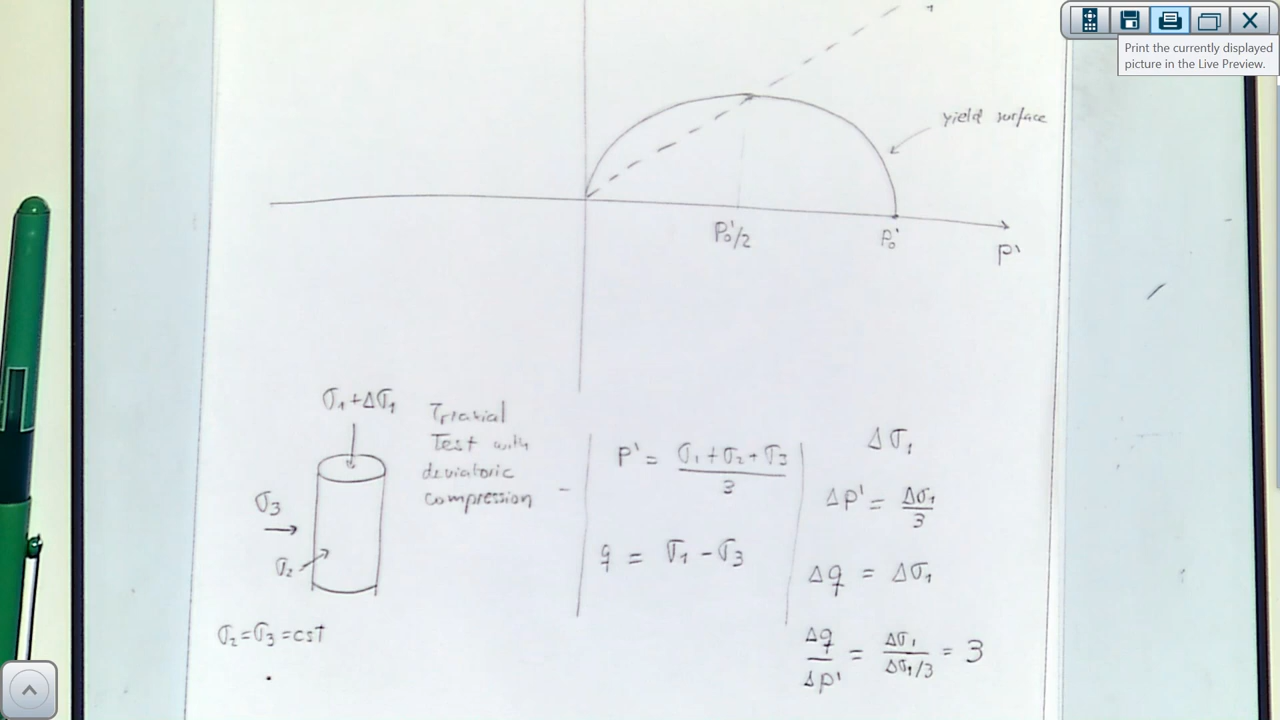 Print the currently displayed
picture in the Live Preview.
yield surface
P₀'/2
P₀'
P'
σ₁+Δσ₁
Triaxial
Test with
deviatoric
compression
σ₃
σ₂
σ₂=σ₃=cst
P' = σ₁+σ₂+σ₃
3
q = σ₁-σ₃
Δσ₁
ΔP' = Δσ₁
3
Δq = Δσ₁
Δq
ΔP'
= Δσ₁
Δσ₁/3
= 3